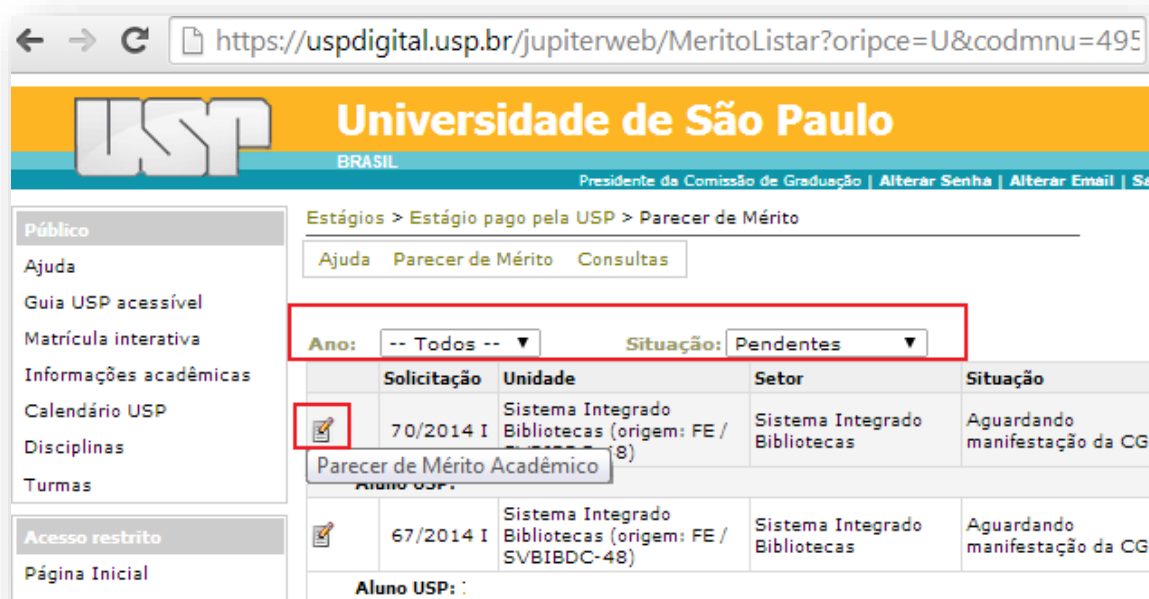 https://uspdigital.usp.br/jupiterweb/MeritoListar?oripce=U&codmnu=495
USP
Universidade de São Paulo
BRASIL
Presidente da Comissão de Graduação | Alterar Senha | Alterar Email | Sa
Público
Ajuda
Guia USP acessível
Matrícula interativa
Informações acadêmicas
Calendário USP
Disciplinas
Turmas
Acesso restrito
Página Inicial
Estágios > Estágio pago pela USP > Parecer de Mérito
Ajuda Parecer de Mérito Consultas
Ano: -- Todos -- Situação: Pendentes
Solicitação Unidade Setor Situação
70/2014 I
Sistema Integrado
Bibliotecas (origem: FE /
8)
Sistema Integrado
Bibliotecas
Aguardando
manifestação da CG
Parecer de Mérito Acadêmico
Aluno USP:
67/2014 I
Sistema Integrado
Bibliotecas (origem: FE /
SVBIBDC-48)
Sistema Integrado
Bibliotecas
Aguardando
manifestação da CG
Aluno USP: